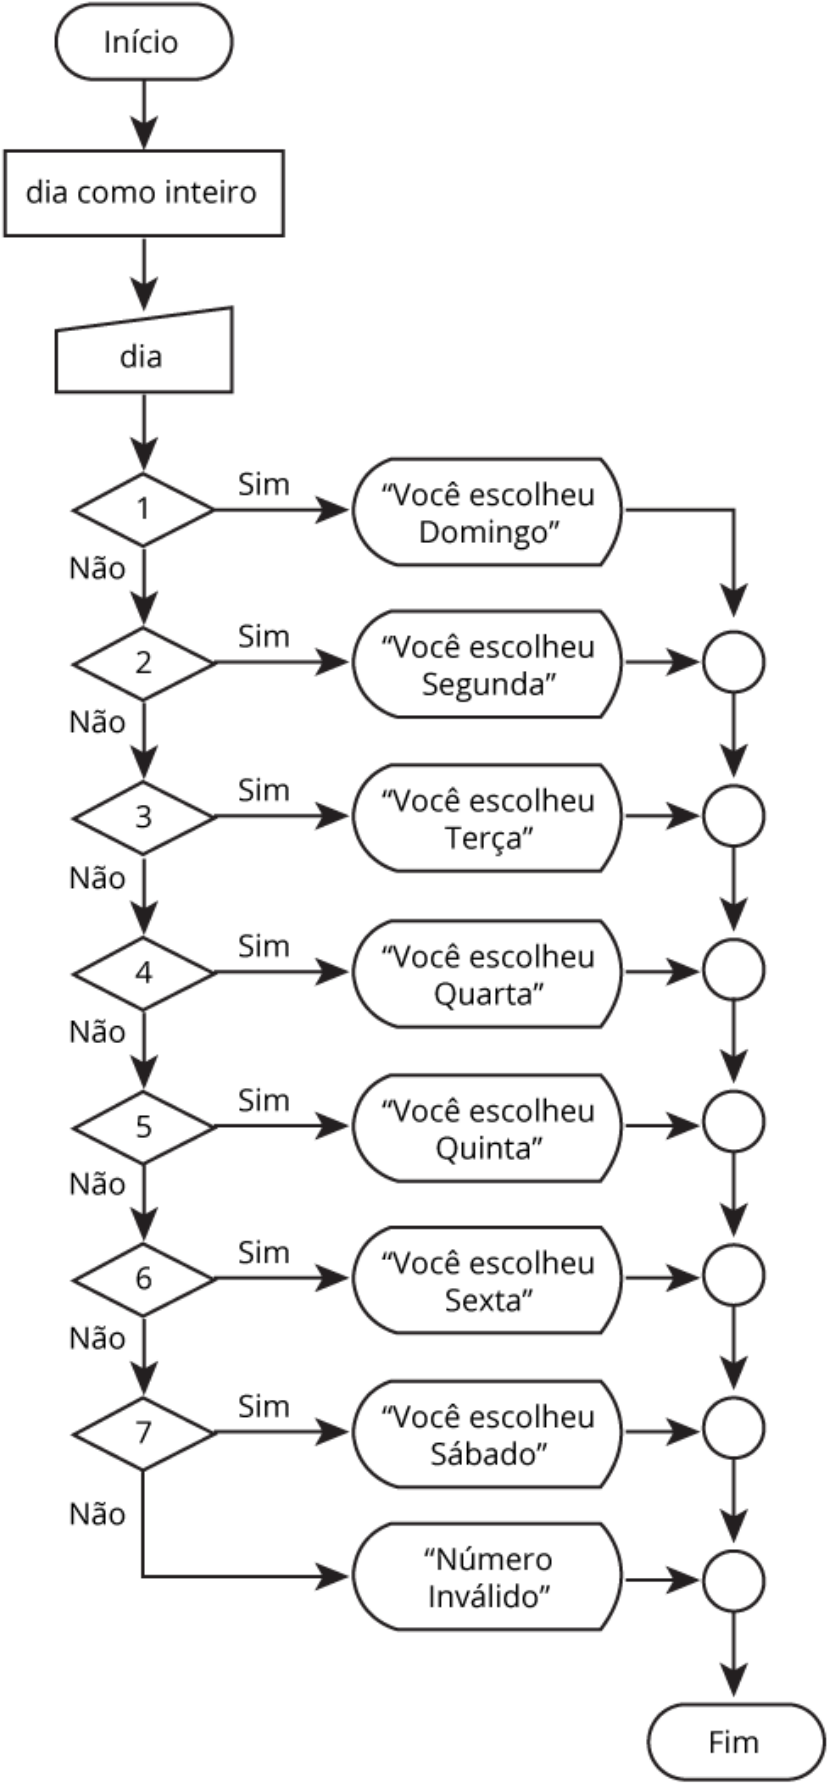 Início
dia como inteiro
dia
1
Sim
“Você escolheu
Domingo”
Não
2
Sim
“Você escolheu
Segunda”
Não
3
Sim
“Você escolheu
Terça”
Não
4
Sim
“Você escolheu
Quarta”
Não
5
Sim
“Você escolheu
Quinta”
Não
6
Sim
“Você escolheu
Sexta”
Não
7
Sim
“Você escolheu
Sábado”
Não
“Número
Inválido”
Fim